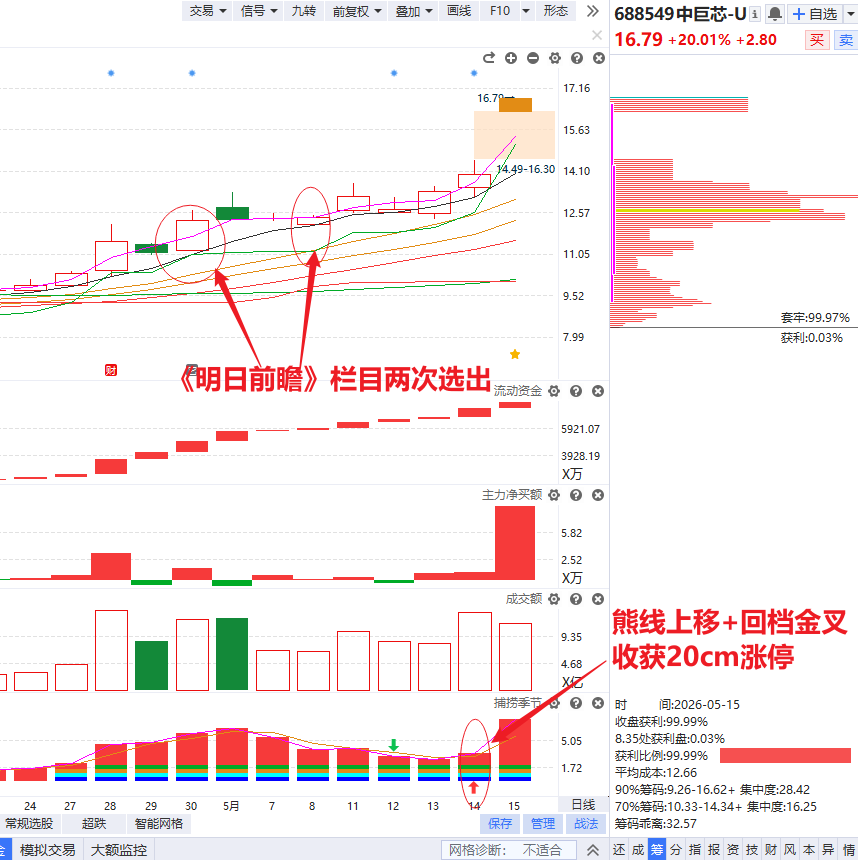 交易 信号 九转 前复权 叠加 画线 F10 形态
688549中巨芯-U 自选
16.79 +20.01% +2.80 买 卖
17.16
16.79
15.63
14.49-16.30
14.10
12.57
11.05
9.52
7.99
套牢:99.97%
获利:0.03%
财
《明日前瞻》栏目两次选出
流动资金
5921.07
3928.19
X万
主力净买额
5.82
2.52
X万
成交额
9.35
4.68
X亿
熊线上移+回档金叉
收获20cm涨停
捕捞季节
5.05
1.72
时 间:2026-05-15
收盘获利:99.99%
8.35处获利盘:0.03%
获利比例:99.99%
平均成本:12.66
90%筹码:9.26-16.62+ 集中度:28.42
70%筹码:10.33-14.34+ 集中度:16.25
筹码乖离:32.57
24 27 28 29 30 5月 7 8 11 12 13 14 15 日线
常规选股 超跌 智能网格 保存 管理 战法
金 模拟交易 大额监控 网格诊断: 不适合
还 成 筹 分 指 报 资 技 财 风 本 异 情